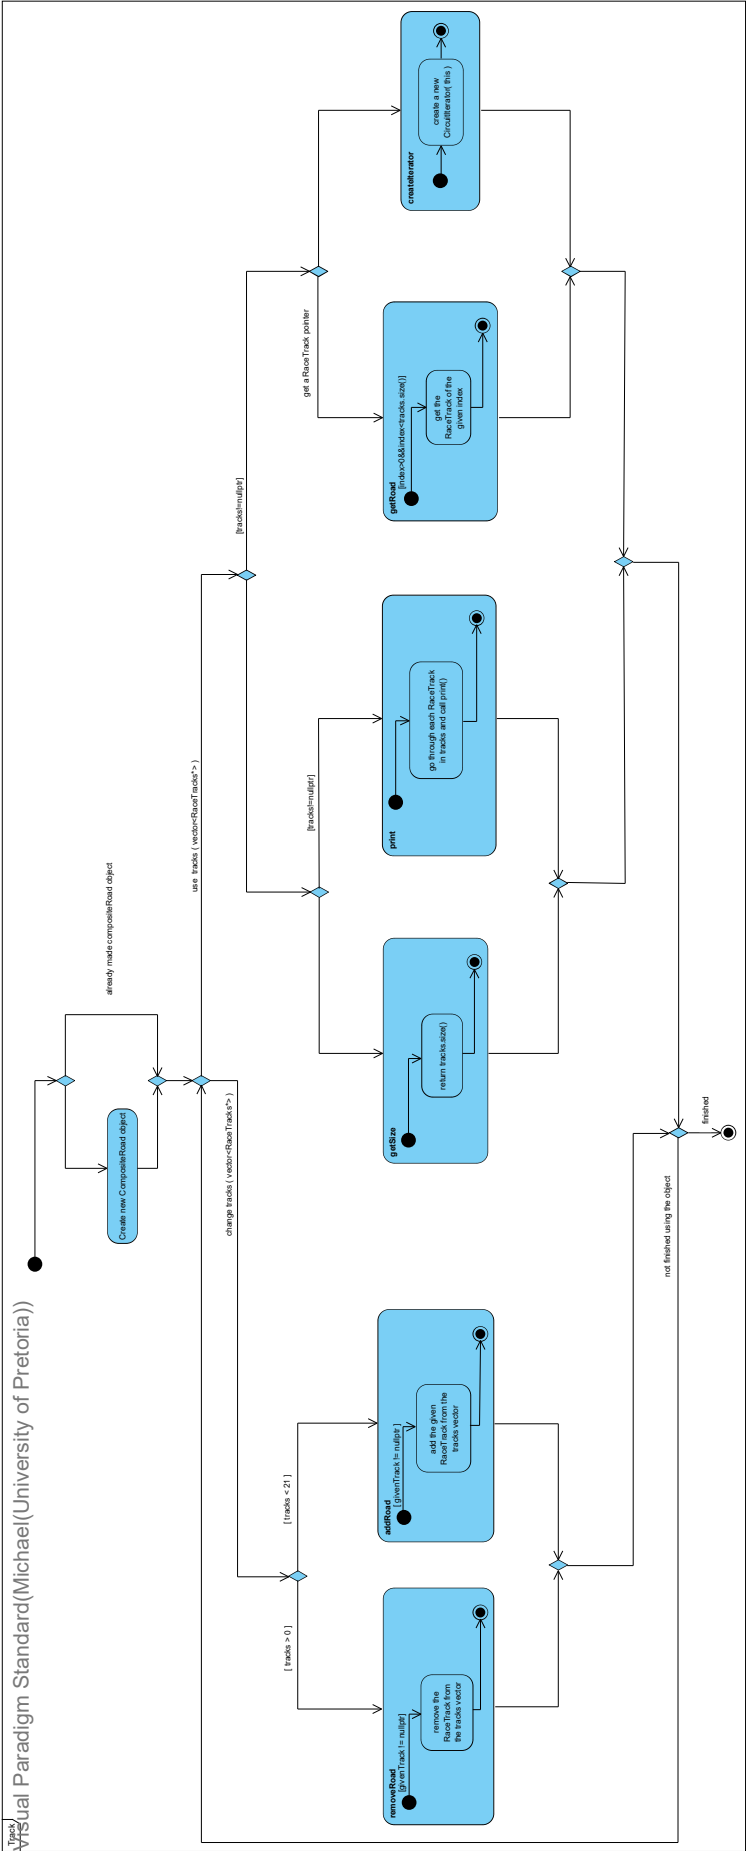 Visual Paradigm Standard(Michael(University of Pretoria))
Track
Create new CompositeRoad object
already made compositeRoad object
change tracks ( vector<RaceTracks*> )
use tracks ( vector<RaceTracks*> )
[ tracks > 0 ]
[ tracks < 21 ]
[tracks!=nullptr]
[tracks!=nullptr]
get a RaceTrack pointer
removeRoad
[givenTrack != nullptr]
remove the
RaceTrack from
the tracks vector
addRoad
[ givenTrack != nullptr ]
add the given
RaceTrack from the
tracks vector
getSize
return tracks.size()
print
go through each RaceTrack
in tracks and call print()
getRoad
[index>0&&index<tracks.size()]
get the
RaceTrack of the
given index
createIterator
create a new
CircuitIterator( this )
not finished using the object
finished